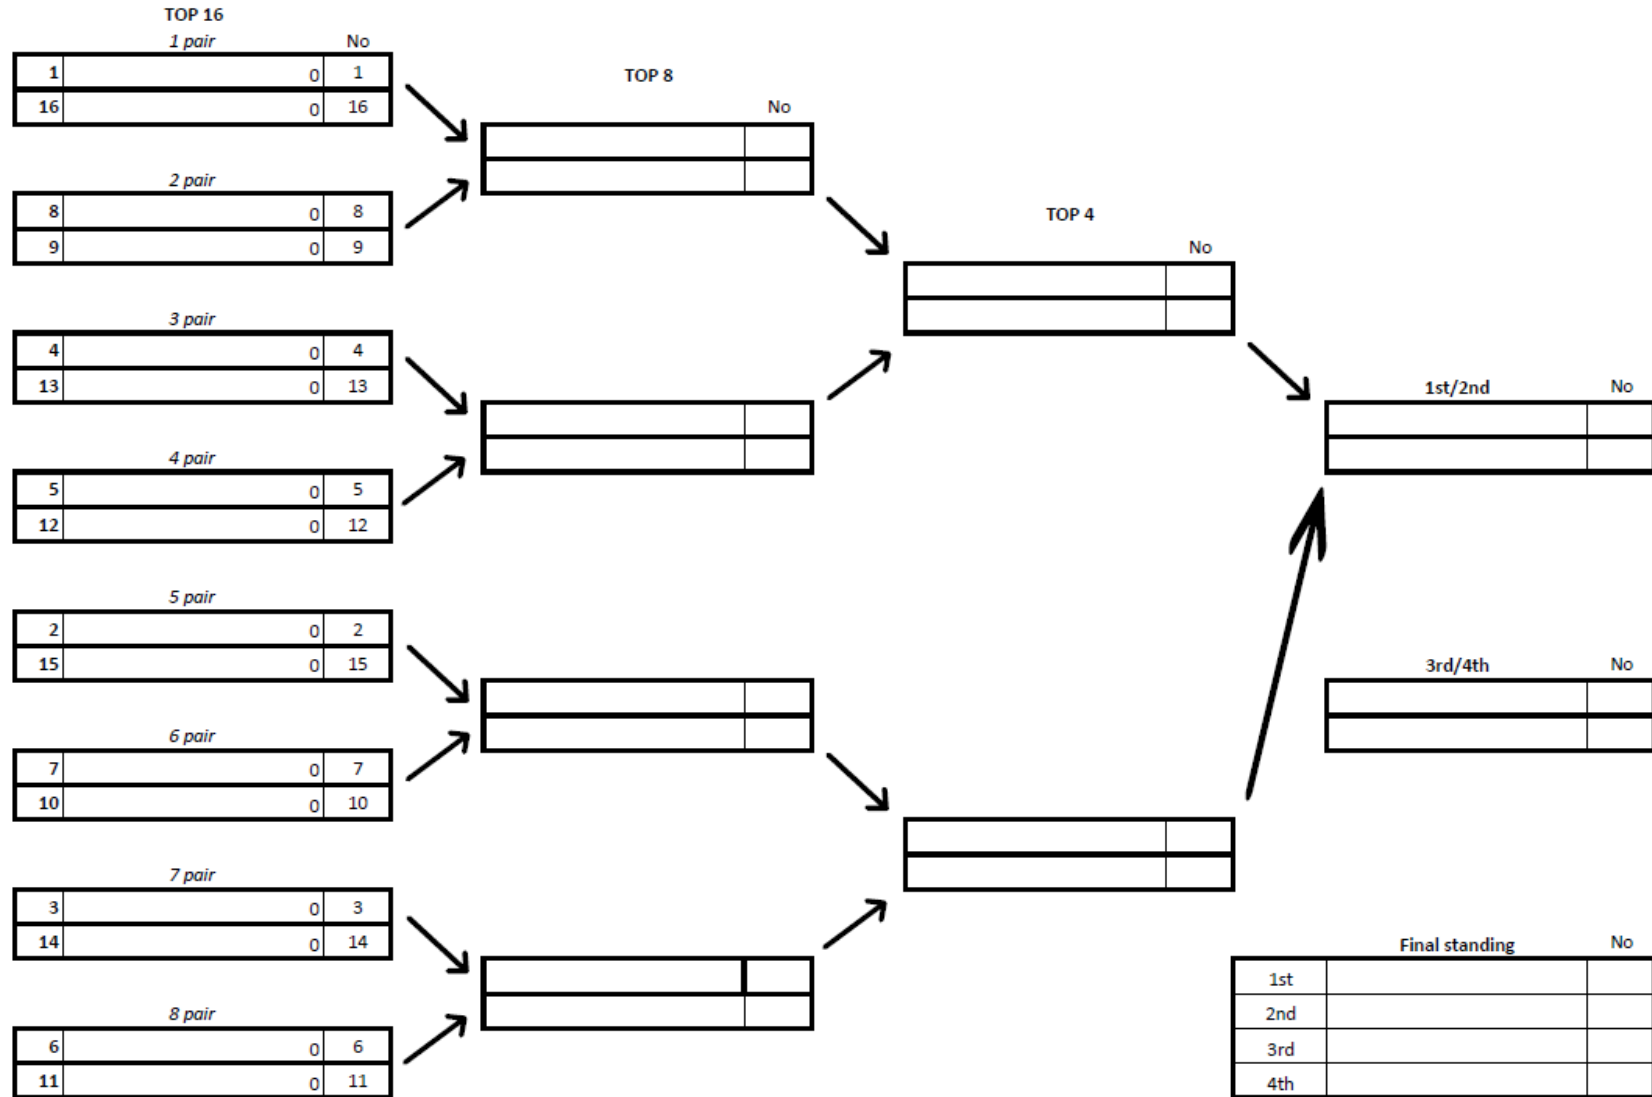 TOP 16
1 pair No
1 0 1
16 0 16
2 pair
8 0 8
9 0 9
3 pair
4 0 4
13 0 13
4 pair
5 0 5
12 0 12
5 pair
2 0 2
15 0 15
6 pair
7 0 7
10 0 10
7 pair
3 0 3
14 0 14
8 pair
6 0 6
11 0 11
TOP 8
No
TOP 4
No
1st/2nd No
3rd/4th No
Final standing No
1st
2nd
3rd
4th